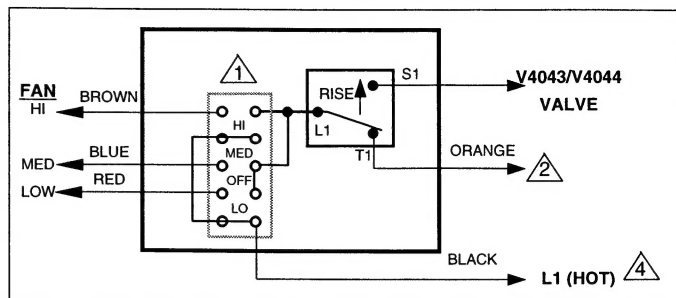 1
S1
V4043/V4044
VALVE
FAN
HI
BROWN
RISE
L1
HI
T1
MED
BLUE
MED
ORANGE
2
OFF
LOW
RED
LO
BLACK
L1 (HOT)
4